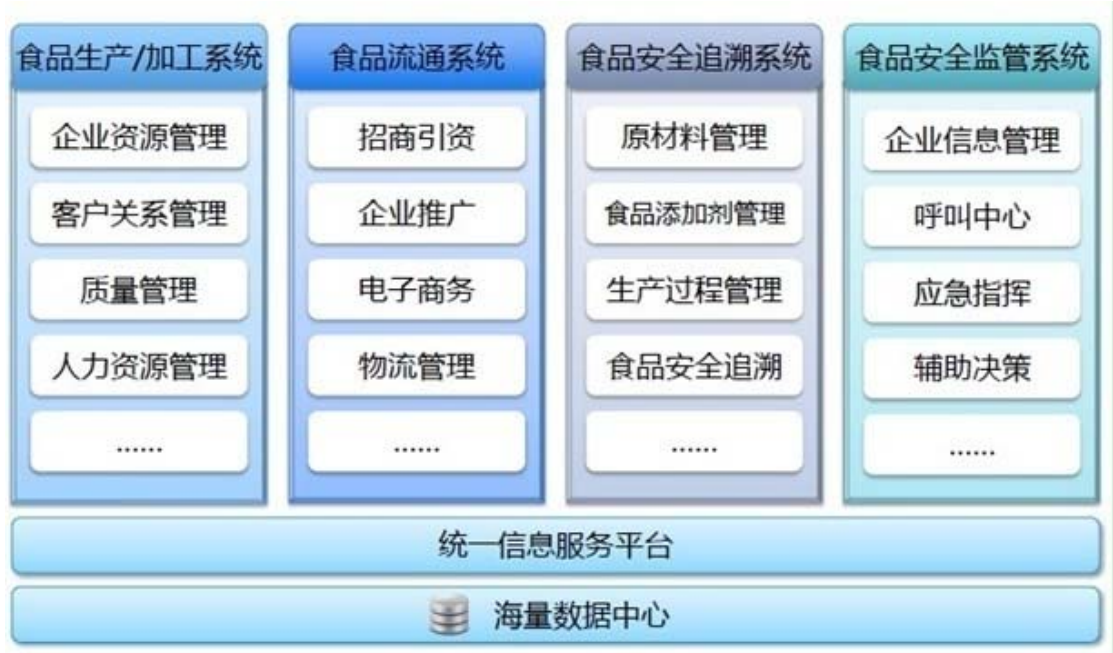 食品生产/加工系统
企业资源管理
客户关系管理
质量管理
人力资源管理
......
食品流通系统
招商引资
企业推广
电子商务
物流管理
......
食品安全追溯系统
原材料管理
食品添加剂管理
生产过程管理
食品安全追溯
......
食品安全监管系统
企业信息管理
呼叫中心
应急指挥
辅助决策
......
统一信息服务平台
海量数据中心